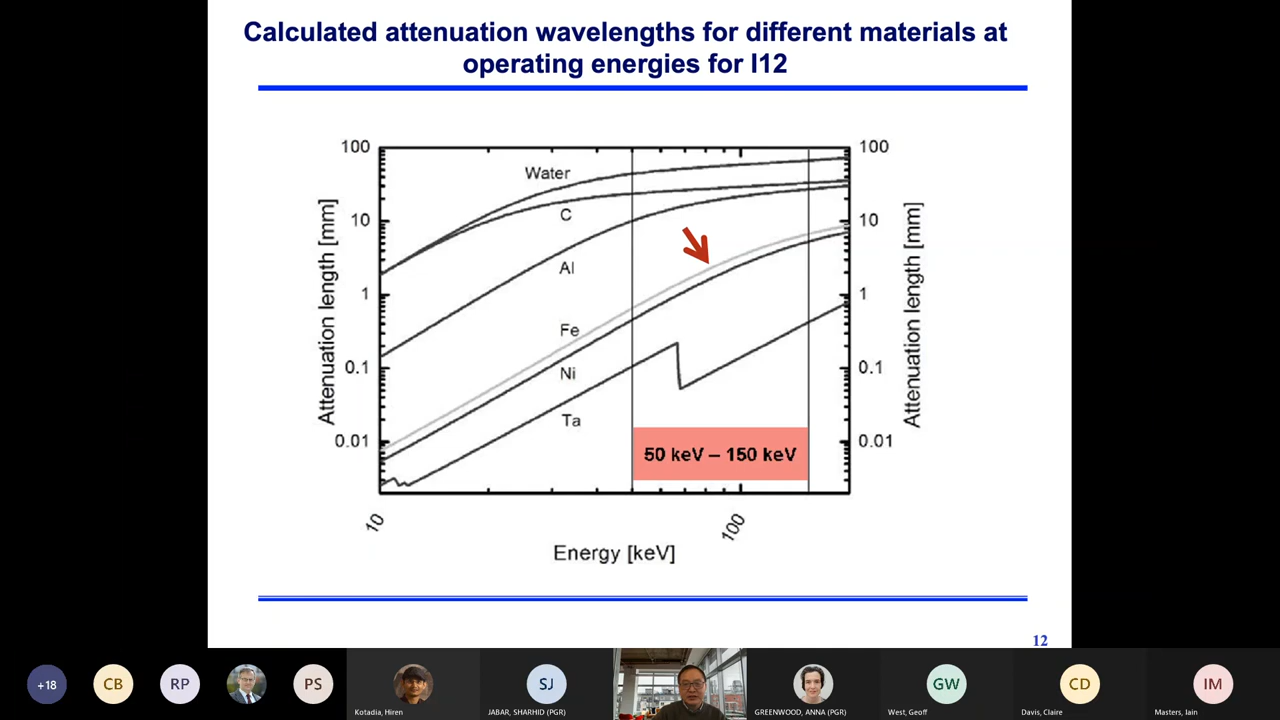 Calculated attenuation wavelengths for different materials at
operating energies for I12
100
10
1
0.1
0.01
Attenuation length [mm]
Water
C
Al
Fe
Ni
Ta
50 keV – 150 keV
100
10
1
0.1
0.01
Attenuation length [mm]
10
100
Energy [keV]
12
+18
CB
RP
PS
Kotadia, Hiren
SJ
JABAR, SHARHID (PGR)
GREENWOOD, ANNA (PGR)
GW
West, Geoff
CD
Davis, Claire
IM
Masters, Iain